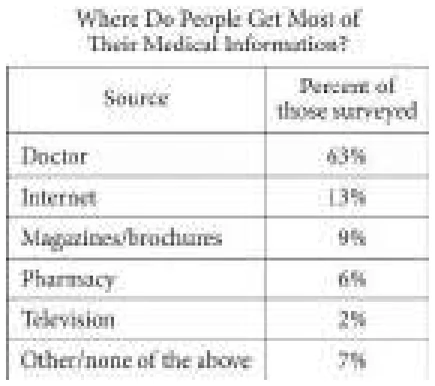 Where Do People Get Most of
Their Medical Information?
Source Percent of
those surveyed
Doctor 63%
Internet 13%
Magazines/brochures 9%
Pharmacy 6%
Television 2%
Other/none of the above 7%